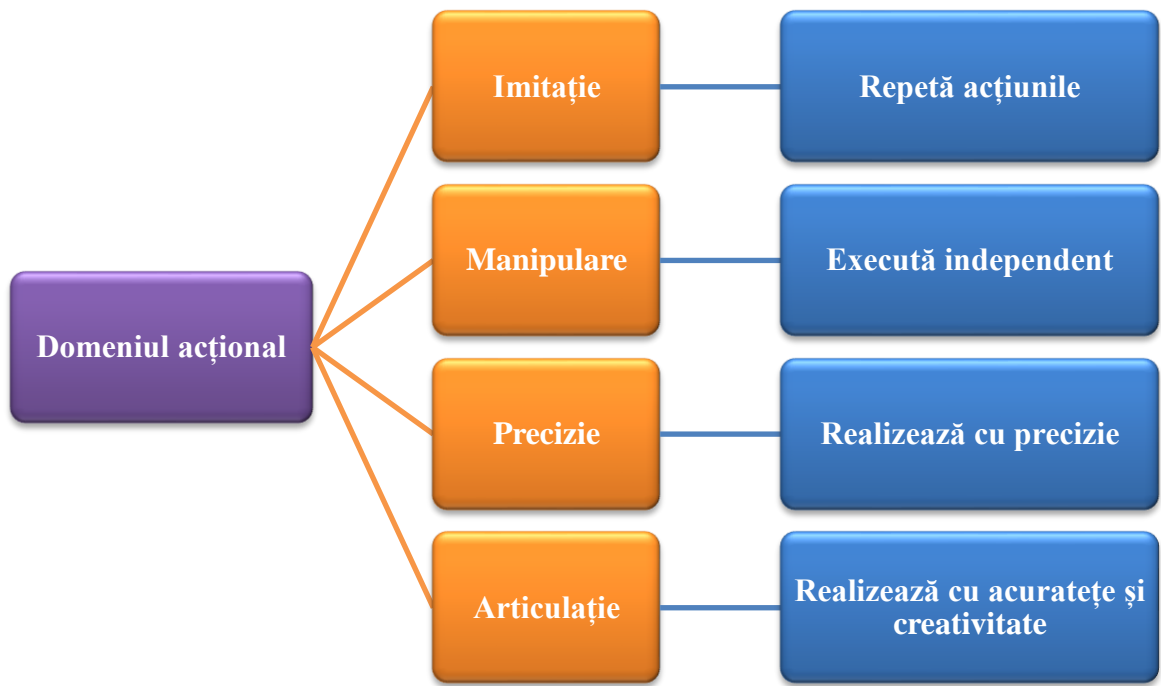 Domeniul acțional
Imitație
Repetă acțiunile
Manipulare
Execută independent
Precizie
Realizează cu precizie
Articulație
Realizează cu acuratețe și
creativitate